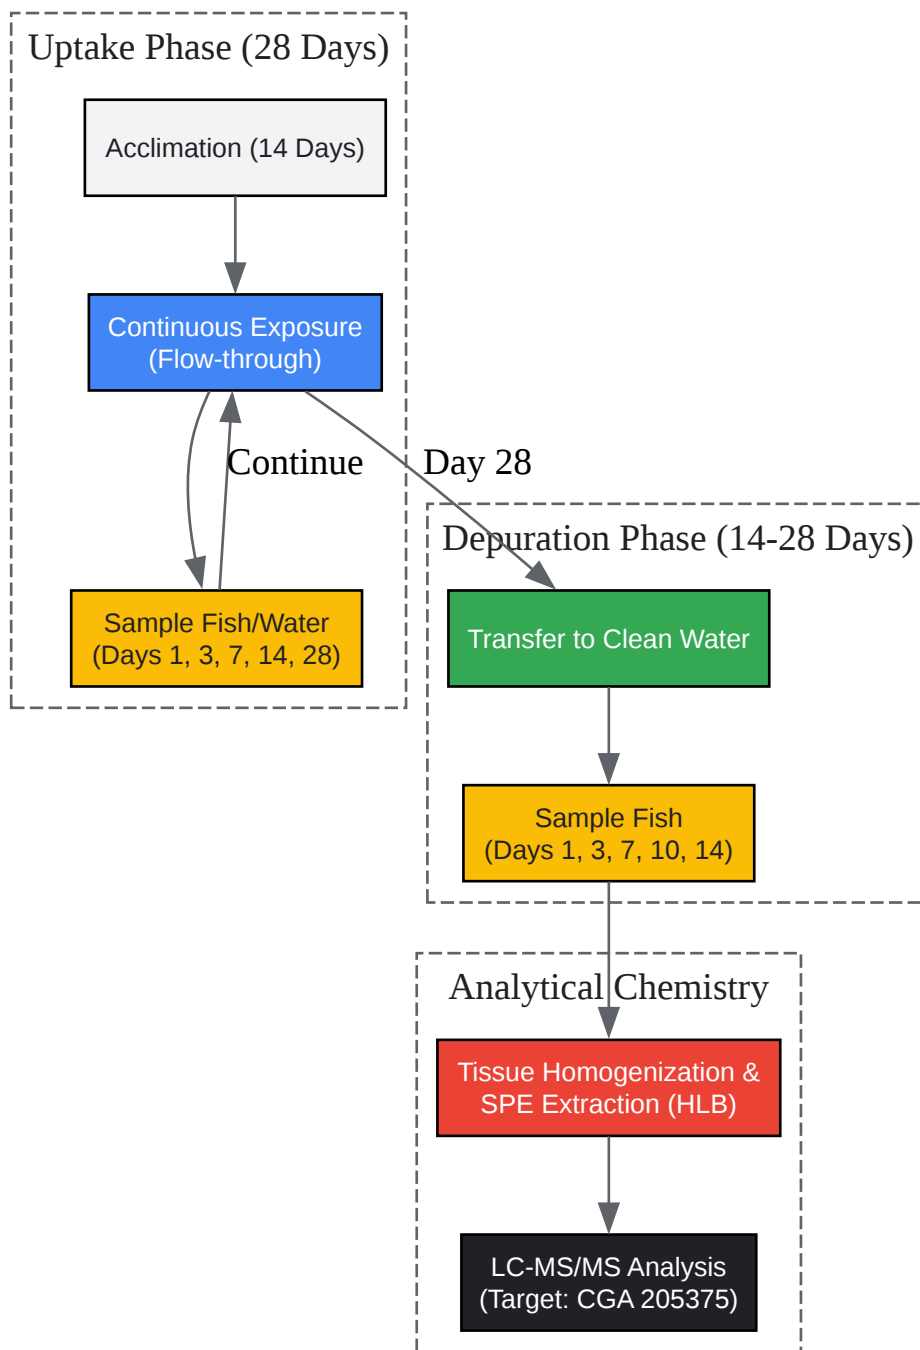 Uptake Phase (28 Days)
Acclimation (14 Days)
Continuous Exposure
(Flow-through)
Continue
Day 28
Sample Fish/Water
(Days 1, 3, 7, 14, 28)
Depuration Phase (14-28 Days)
Transfer to Clean Water
Sample Fish
(Days 1, 3, 7, 10, 14)
Analytical Chemistry
Tissue Homogenization &
SPE Extraction (HLB)
LC-MS/MS Analysis
(Target: CGA 205375)